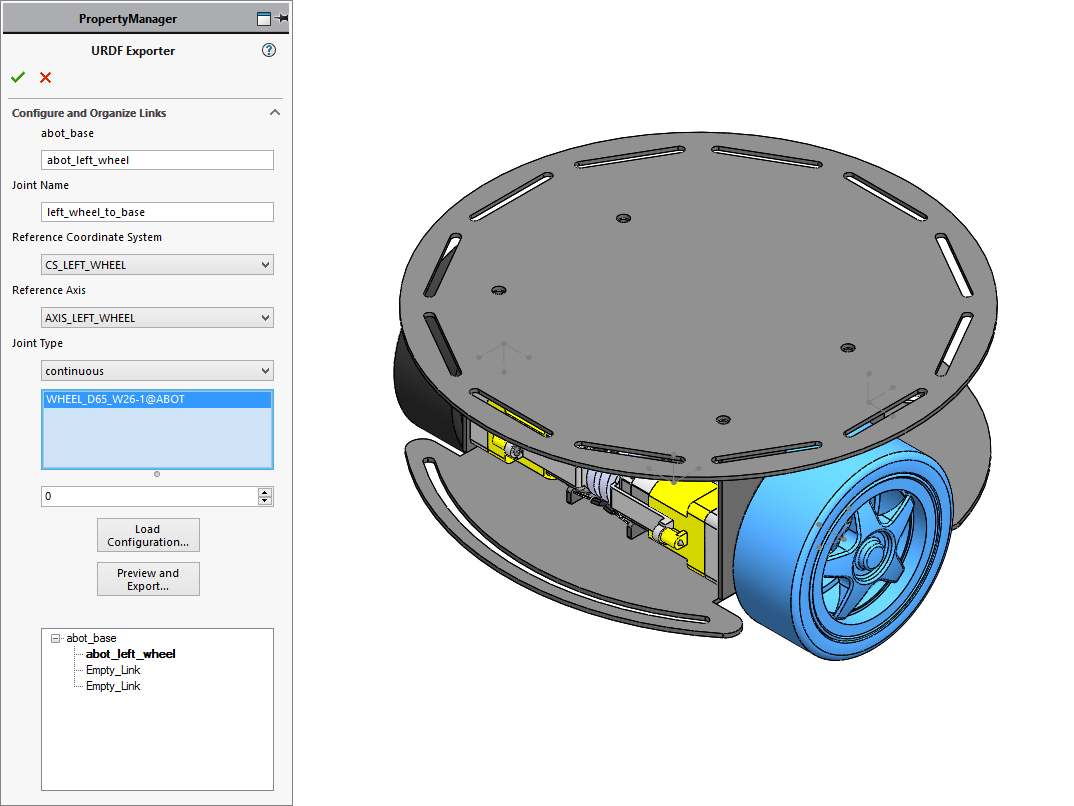 PropertyManager
URDF Exporter
?
Configure and Organize Links
abot_base
abot_left_wheel
Joint Name
left_wheel_to_base
Reference Coordinate System
CS_LEFT_WHEEL
Reference Axis
AXIS_LEFT_WHEEL
Joint Type
continuous
WHEEL_D65_W26-1@ABOT
0
Load
Configuration...
Preview and
Export...
abot_base
abot_left_wheel
Empty_Link
Empty_Link